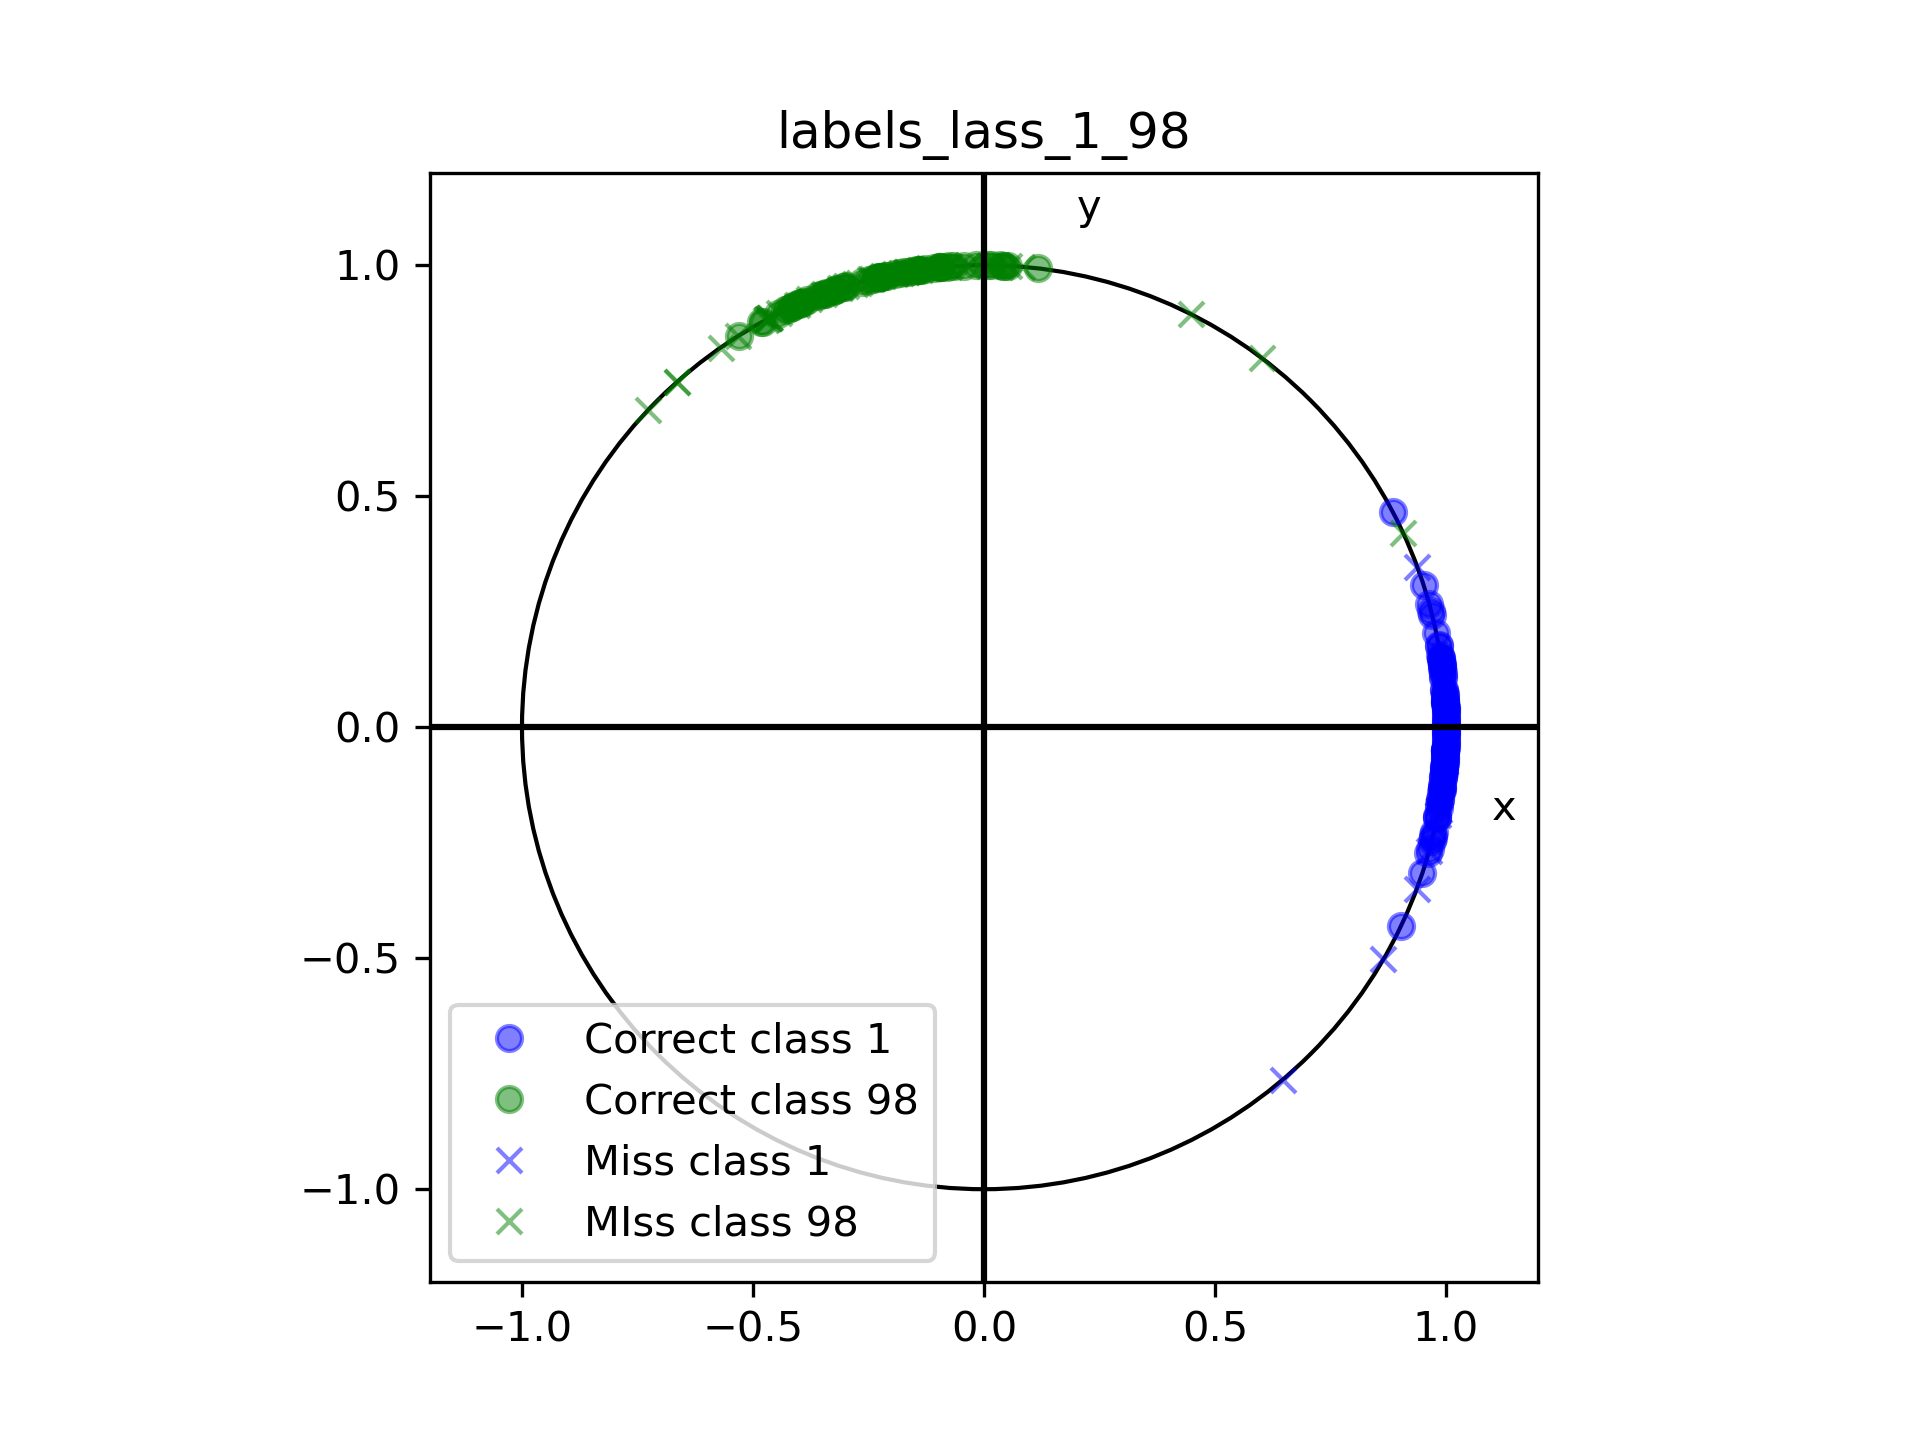 labels_lass_1_98
y
1.0
0.5
0.0
x
−0.5
−1.0
Correct class 1
Correct class 98
Miss class 1
MIss class 98
−1.0 −0.5 0.0 0.5 1.0